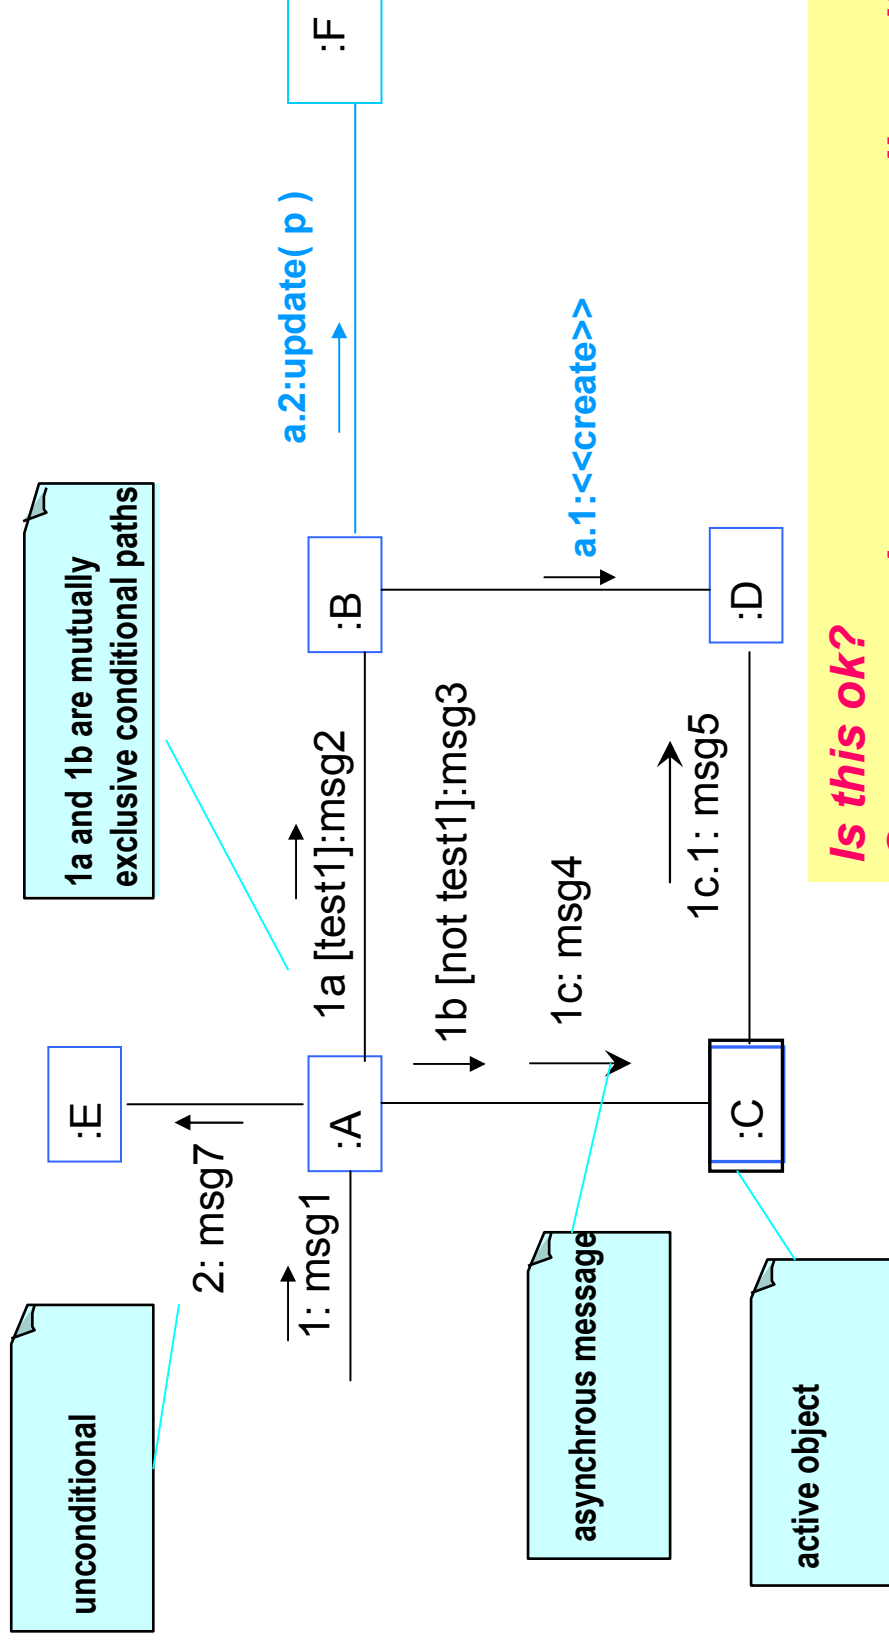 unconditional
2: msg7
:E
1a and 1b are mutually
exclusive conditional paths
1: msg1
:A
1a [test1]:msg2
:B
a.2:update( p )
:F
1b [not test1]:msg3
asynchrous message
1c: msg4
a.1:<<create>>
active object
:C
1c.1: msg5
:D
Is this ok?